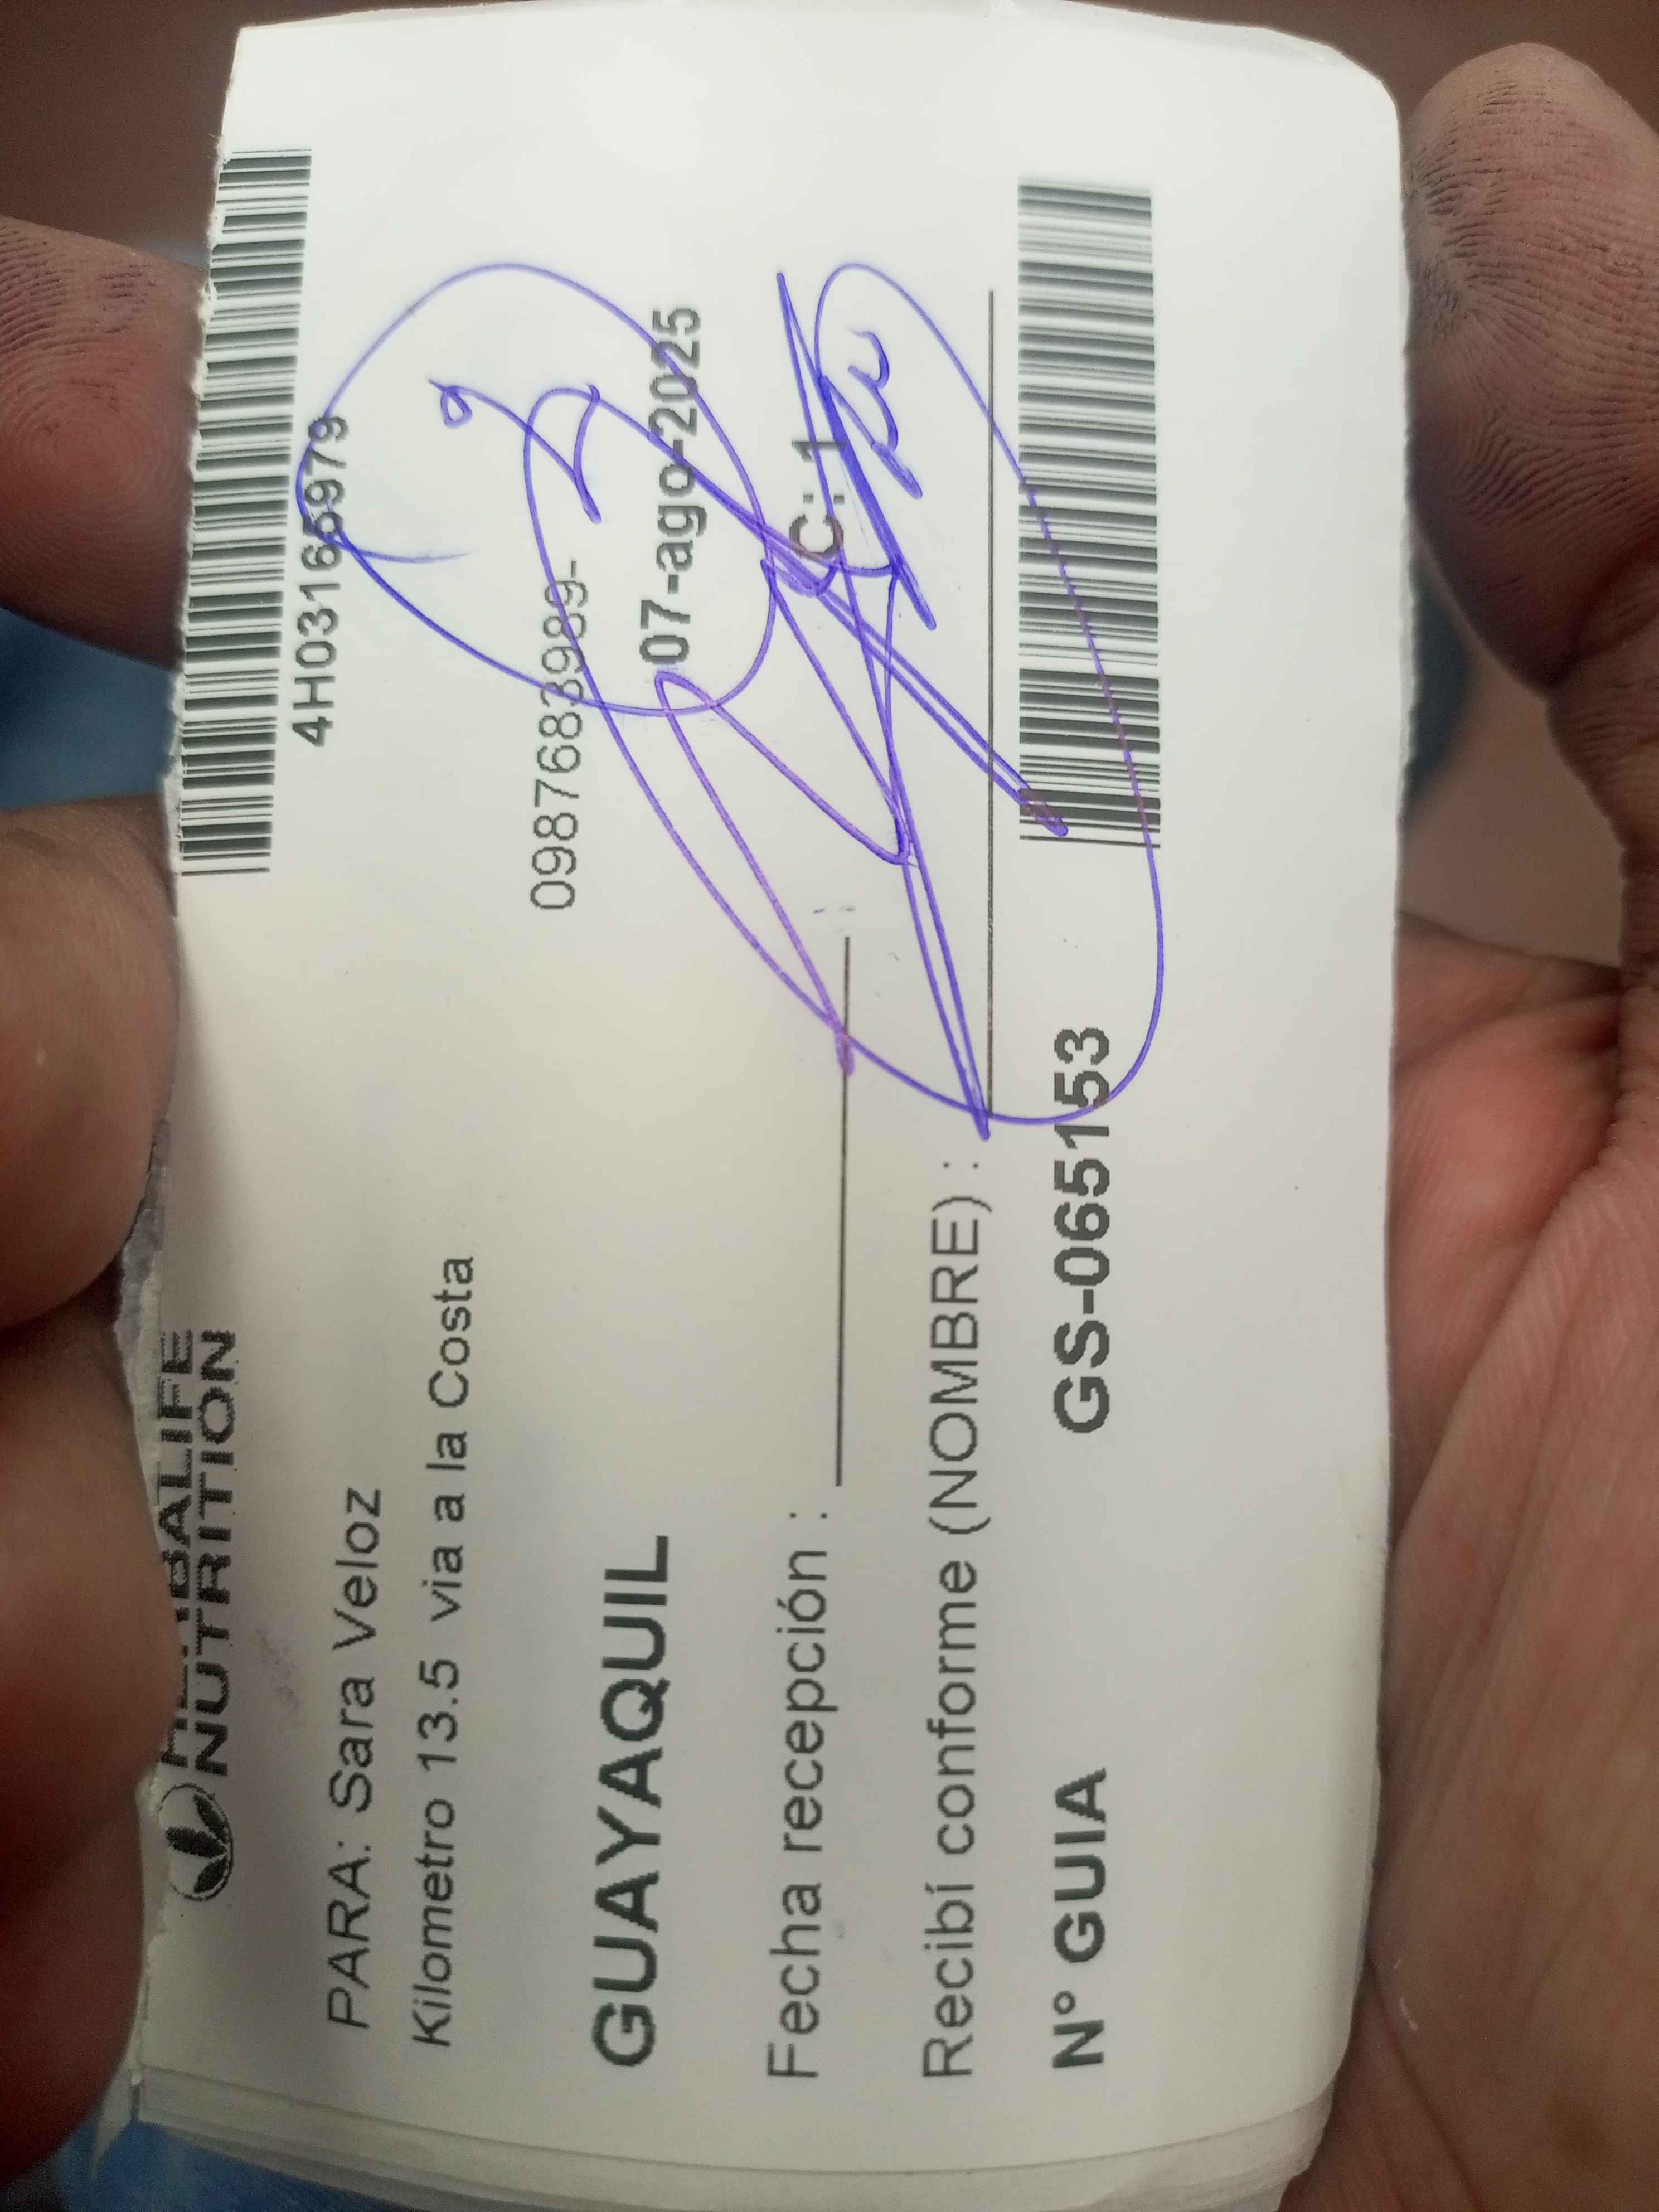 HERBALIFE
NUTRITION
4H03165979
PARA: Sara Veloz
Kilometro 13.5 via a la Costa
0987683989-
GUAYAQUIL
07-ago-2025
Fecha recepción :
C: 1
Recibí conforme (NOMBRE) :
N° GUIA
GS-065153